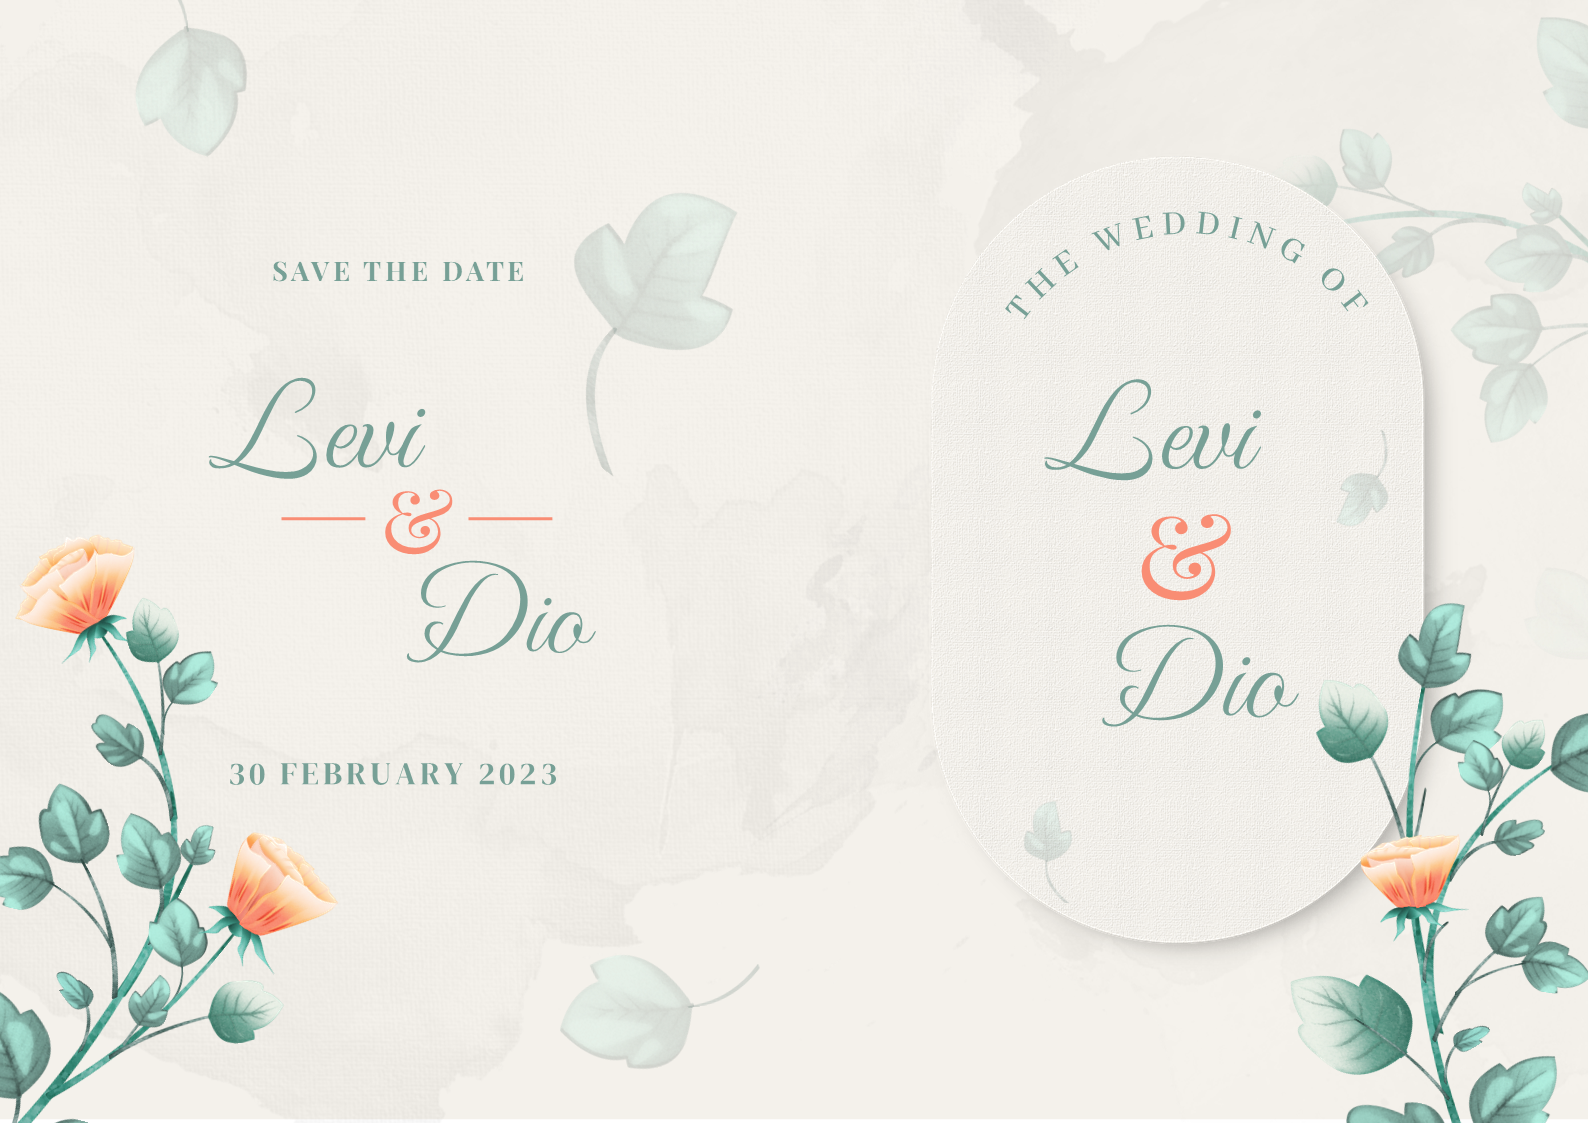 SAVE THE DATE
Levi
&
Dio
30 FEBRUARY 2023
THE WEDDING OF
Levi
&
Dio